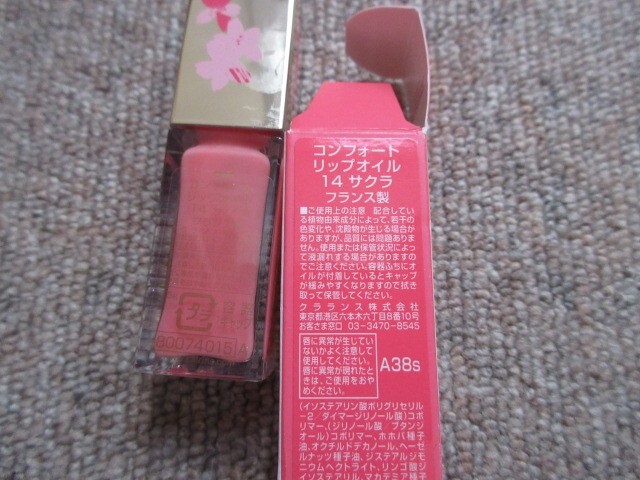 プラ
890740151A
コンフォート
リップオイル
14 サクラ
フランス製
■ご使用上の注意 配合してい
る植物由来成分によって、若干の
色変化や、沈殿物が生じる場合が
ありますが、品質には問題ありま
せん。使用または保管状況によっ
て液漏れする場合がありますの
でご注意ください。容器ふちにオ
イルが付着しているとキャップ
が緩みやすくなりますので拭き
取って保管してください。
クラランス株式会社
東京都港区六本木六丁目8番10号
お客さま窓口 03-3470-8545
唇に異常が生じてい
ないかよく注意して
使用してください。
唇に異常が現れたと
きは、ご使用をおや
めください。
A38s
(イソステアリン酸ポリグリセリル
-2 ダイマージリノール酸)コポ
リマー、(ジリノール酸 ブタンジ
オール)コポリマー、ホホバ種子
油、オクチルドデカノール、ヘーゼ
ルナッツ種子油、ジステアルジモ
ニウムヘクトライト、リンゴ酸ジ
イソステアリル、マカデミア種子